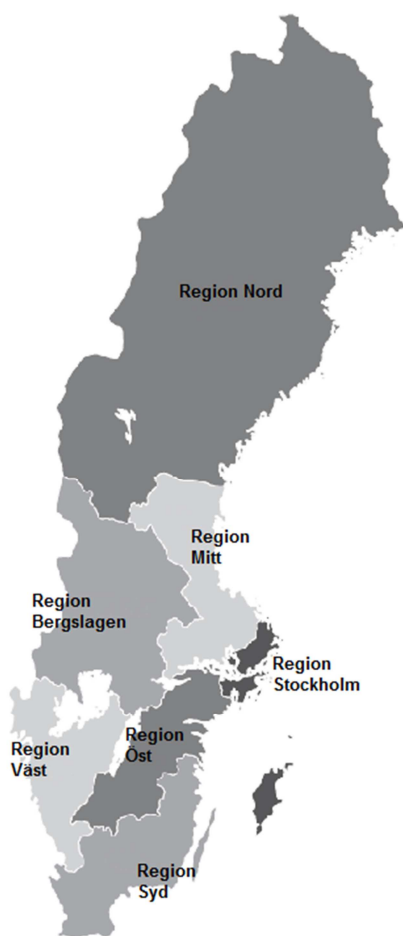 Region Nord
Region
Mitt
Region
Bergslagen
Region
Stockholm
Region
Väst
Region
Öst
Region
Syd